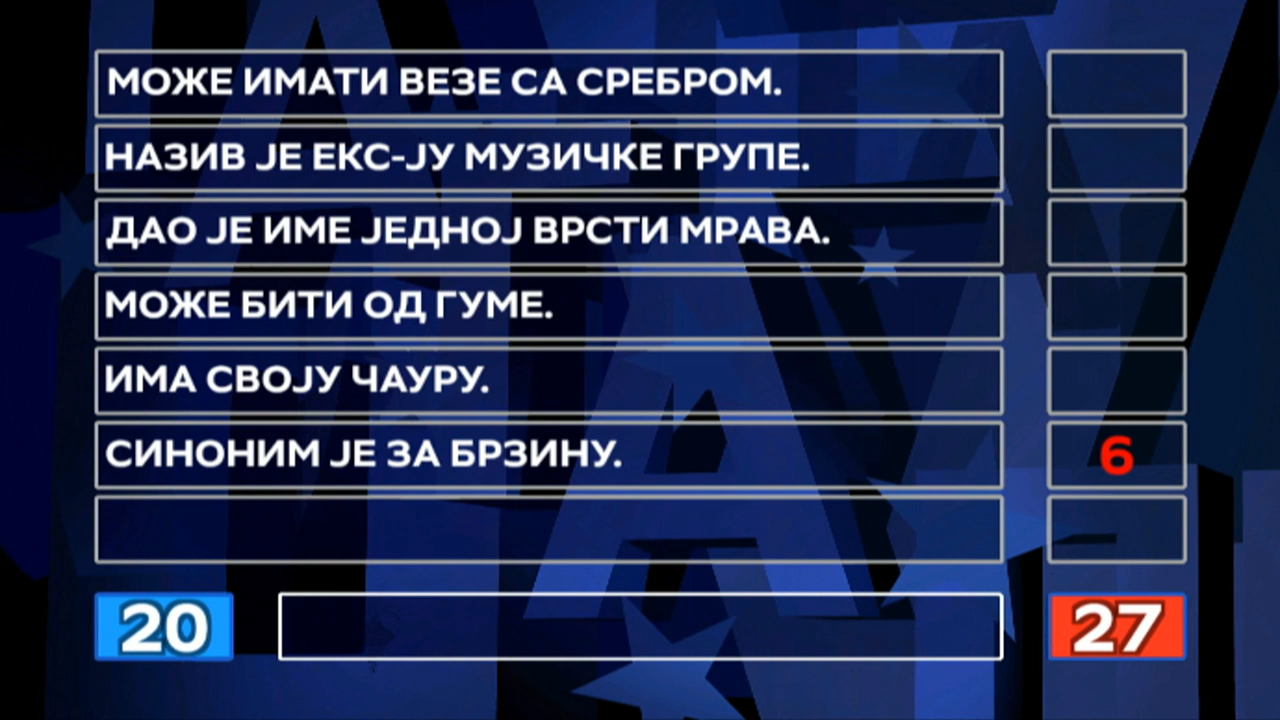 МОЖЕ ИМАТИ ВЕЗЕ СА СРЕБРОМ.
НАЗИВ ЈЕ ЕКС-ЈУ МУЗИЧКЕ ГРУПЕ.
ДАО ЈЕ ИМЕ ЈЕДНОЈ ВРСТИ МРАВА.
МОЖЕ БИТИ ОД ГУМЕ.
ИМА СВОЈУ ЧАУРУ.
СИНОНИМ ЈЕ ЗА БРЗИНУ. 6
20 27